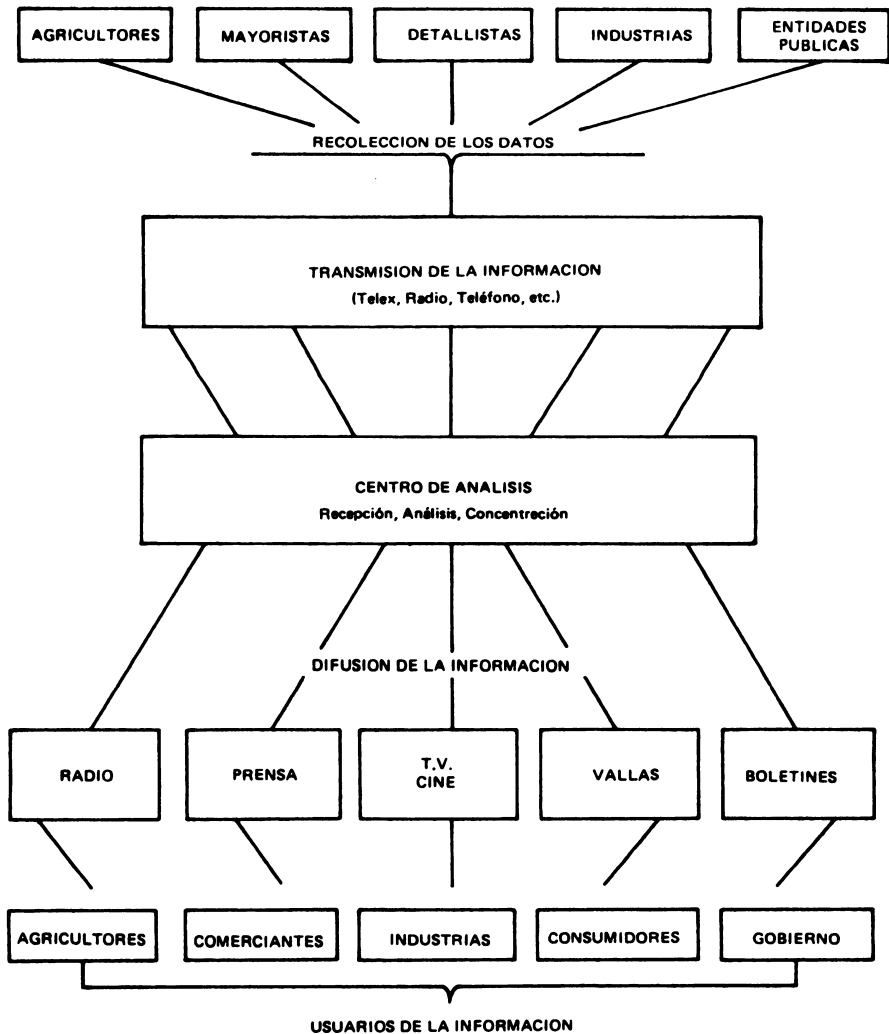 AGRICULTORES
MAYORISTAS
DETALLISTAS
INDUSTRIAS
ENTIDADES
PUBLICAS
RECOLECCION DE LOS DATOS
TRANSMISION DE LA INFORMACION
(Telex, Radio, Teléfono, etc.)
CENTRO DE ANALISIS
Recepción, Análisis, Concentreción
DIFUSION DE LA INFORMACION
RADIO
PRENSA
T.V.
CINE
VALLAS
BOLETINES
AGRICULTORES
COMERCIANTES
INDUSTRIAS
CONSUMIDORES
GOBIERNO
USUARIOS DE LA INFORMACION